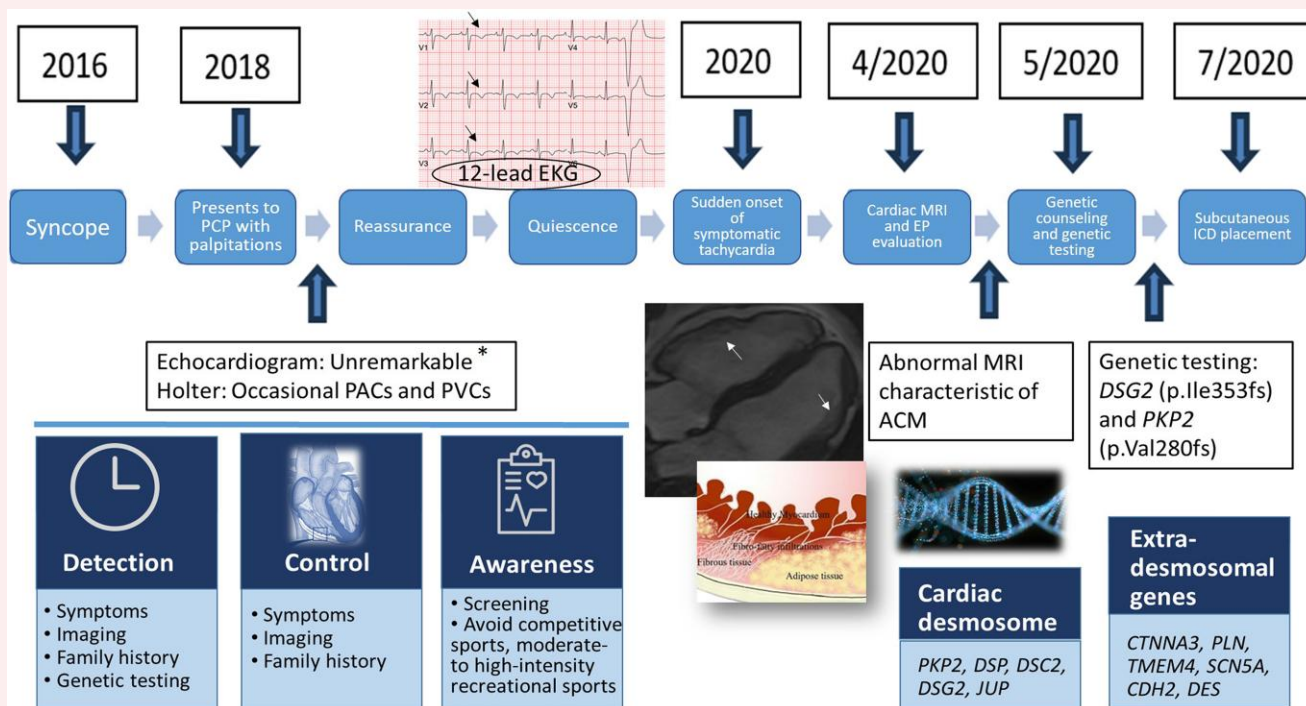 2016
2018
2020
4/2020
5/2020
7/2020
V1
V4
V2
V5
V3
V6
12-lead EKG
Syncope
Presents to
PCP with
palpitations
Reassurance
Quiescence
Sudden onset
of
symptomatic
tachycardia
Cardiac MRI
and EP
evaluation
Genetic
counseling
and genetic
testing
Subcutaneous
ICD placement
Echocardiogram: Unremarkable *
Holter: Occasional PACs and PVCs
Abnormal MRI
characteristic of
ACM
Genetic testing:
DSG2 (p.Ile353fs)
and PKP2
(p.Val280fs)
Detection
• Symptoms
• Imaging
• Family history
• Genetic testing
Control
• Symptoms
• Imaging
• Family history
Awareness
• Screening
• Avoid competitive
sports, moderate-
to high-intensity
recreational sports
Healthy Myocardium
Fibro-fatty infiltrations
Fibrous tissue
Adipose tissue
Cardiac
desmosome
PKP2, DSP, DSC2,
DSG2, JUP
Extra-
desmosomal
genes
CTNNA3, PLN,
TMEM4, SCN5A,
CDH2, DES